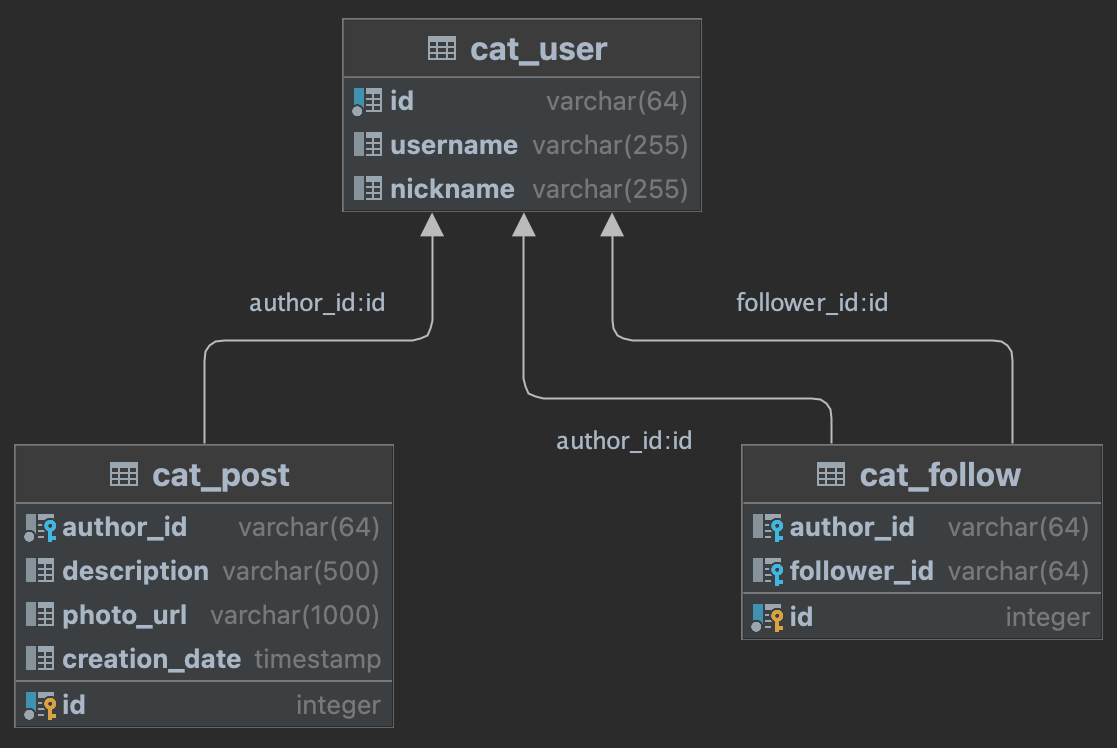 cat_user
id varchar(64)
username varchar(255)
nickname varchar(255)
author_id:id
follower_id:id
author_id:id
cat_post
author_id varchar(64)
description varchar(500)
photo_url varchar(1000)
creation_date timestamp
id integer
cat_follow
author_id varchar(64)
follower_id varchar(64)
id integer